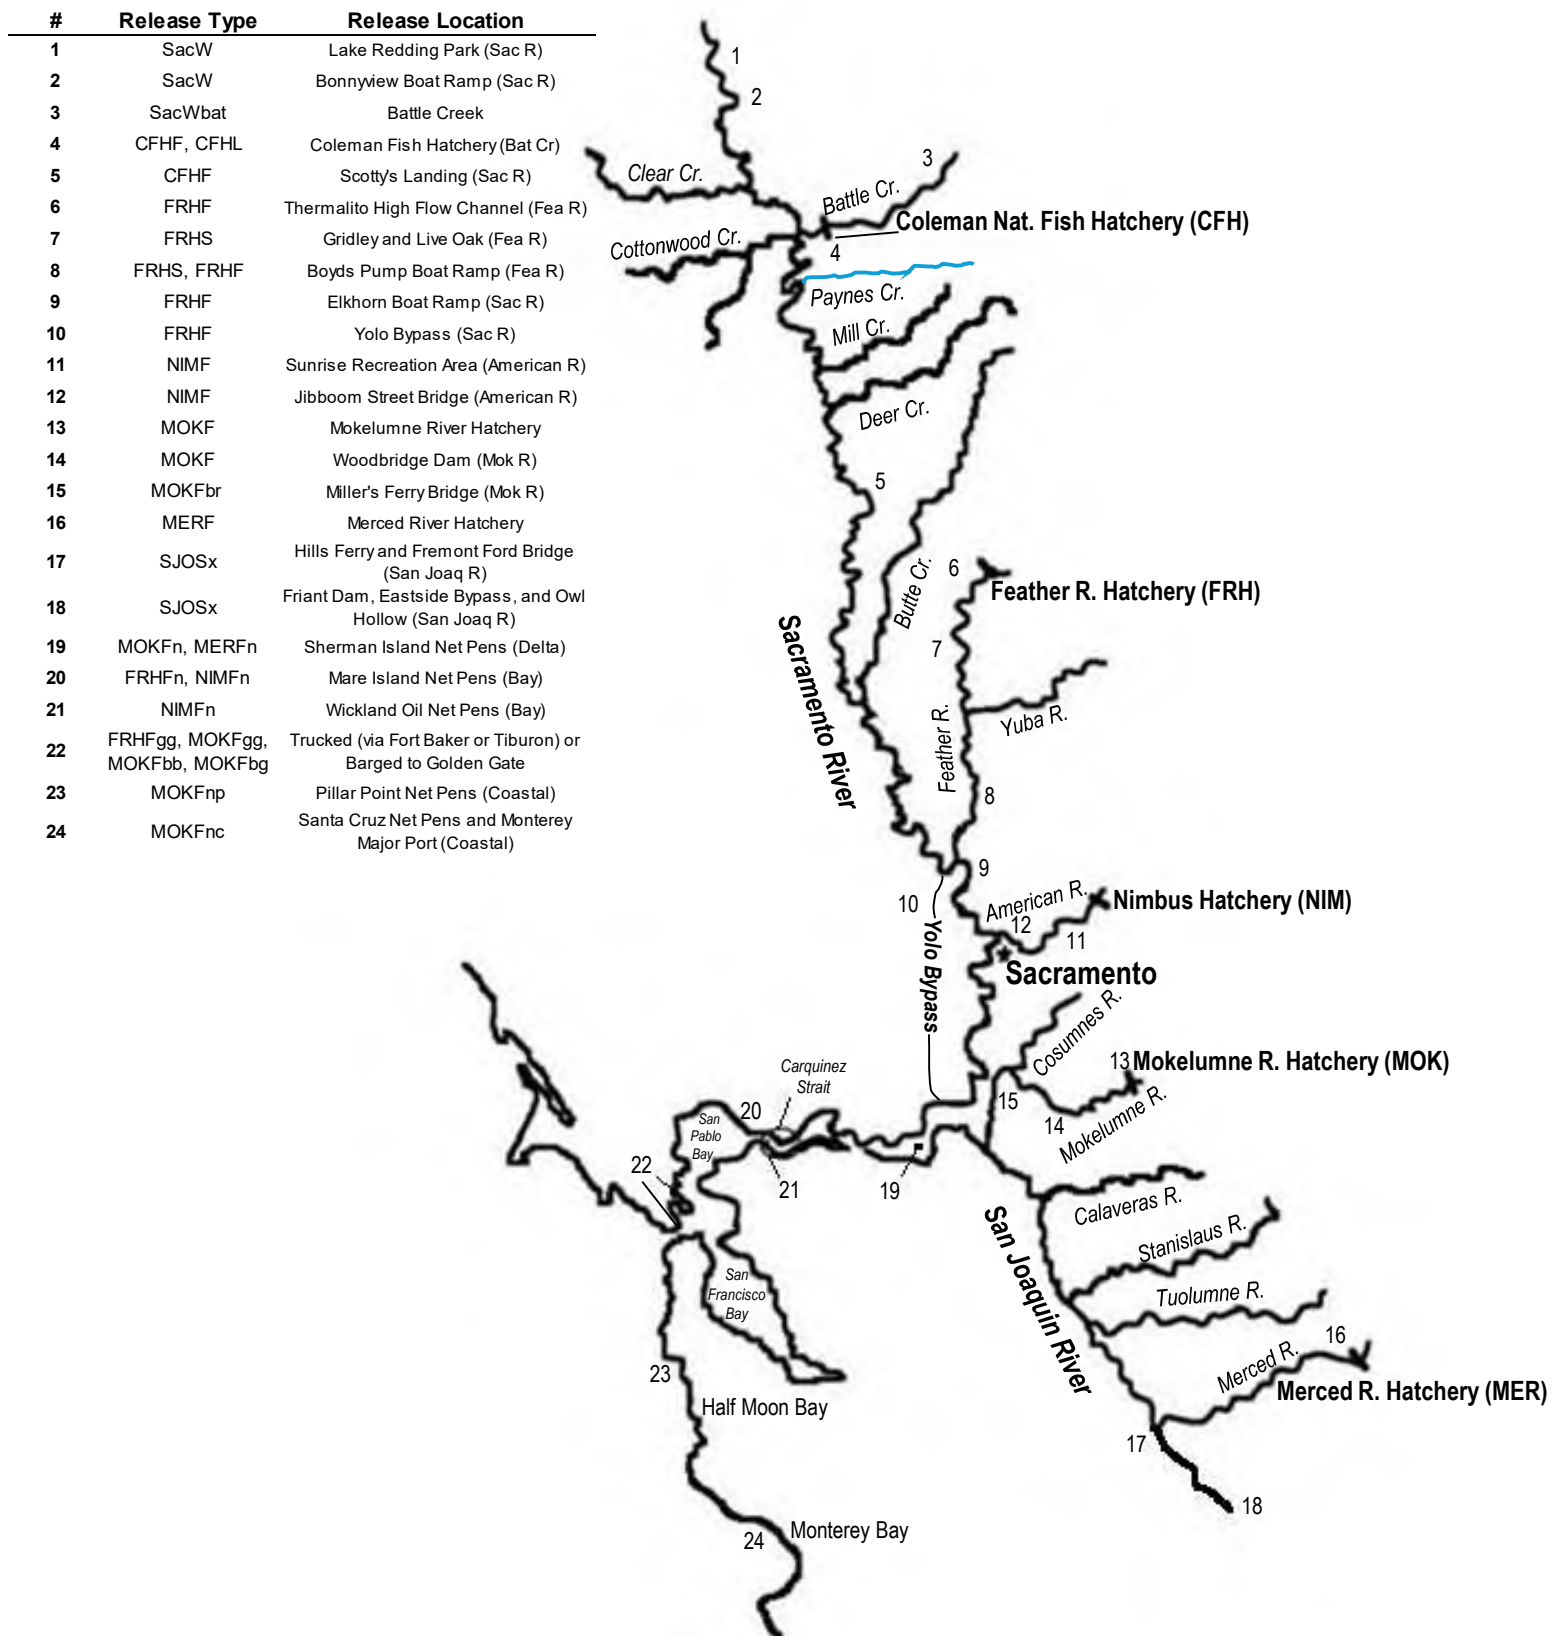 # Release Type Release Location
1 SacW Lake Redding Park (Sac R)
2 SacW Bonnyview Boat Ramp (Sac R)
3 SacWbat Battle Creek
4 CFHF, CFHL Coleman Fish Hatchery (Bat Cr)
5 CFHF Scotty's Landing (Sac R)
6 FRHF Thermalito High Flow Channel (Fea R)
7 FRHS Gridley and Live Oak (Fea R)
8 FRHS, FRHF Boyds Pump Boat Ramp (Fea R)
9 FRHF Elkhorn Boat Ramp (Sac R)
10 FRHF Yolo Bypass (Sac R)
11 NIMF Sunrise Recreation Area (American R)
12 NIMF Jibboom Street Bridge (American R)
13 MOKF Mokelumne River Hatchery
14 MOKF Woodbridge Dam (Mok R)
15 MOKFbr Miller's Ferry Bridge (Mok R)
16 MERF Merced River Hatchery
17 SJOSx Hills Ferry and Fremont Ford Bridge
(San Joaq R)
18 SJOSx Friant Dam, Eastside Bypass, and Owl
Hollow (San Joaq R)
19 MOKFn, MERFn Sherman Island Net Pens (Delta)
20 FRHFn, NIMFn Mare Island Net Pens (Bay)
21 NIMFn Wickland Oil Net Pens (Bay)
22 FRHFgg, MOKFgg, Trucked (via Fort Baker or Tiburon) or
MOKFbb, MOKFbg Barged to Golden Gate
23 MOKFnp Pillar Point Net Pens (Coastal)
24 MOKFnc Santa Cruz Net Pens and Monterey
Major Port (Coastal)
1
2
3
Clear Cr.
Battle Cr.
Coleman Nat. Fish Hatchery (CFH)
Cottonwood Cr.
4
Paynes Cr.
Mill Cr.
Deer Cr.
5
Butte Cr.
6
Feather R. Hatchery (FRH)
Sacramento River
7
Feather R.
Yuba R.
8
9
10
American R.
Nimbus Hatchery (NIM)
12
11
Yolo Bypass
Sacramento
Cosumnes R.
13
Mokelumne R. Hatchery (MOK)
Carquinez
Strait
15
14
Mokelumne R.
20
San
Pablo
Bay
22
21
19
Calaveras R.
San Joaquin River
Stanislaus R.
San
Francisco
Bay
Tuolumne R.
16
Merced R.
Merced R. Hatchery (MER)
23
Half Moon Bay
17
18
24
Monterey Bay